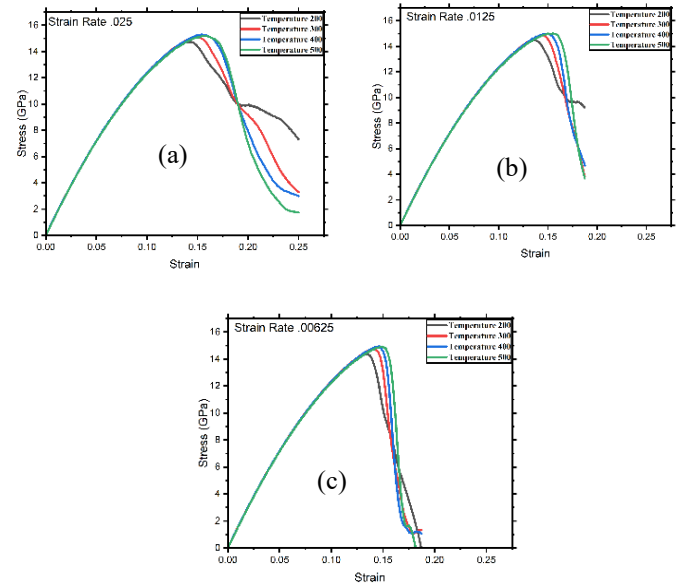 Strain Rate .025
Temperature 200
Temperature 300
Temperature 400
Temperature 500
Stress (GPa)
16
14
12
10
8
6
4
2
0
(a)
0.00 0.05 0.10 0.15 0.20 0.25
Strain
Strain Rate .0125
Temperature 200
Temperature 300
Temperature 400
Temperature 500
Stress (GPa)
16
14
12
10
8
6
4
2
0
(b)
0.00 0.05 0.10 0.15 0.20 0.25
Strain
Strain Rate .00625
Temperature 200
Temperature 300
Temperature 400
Temperature 500
Stress (GPa)
16
14
12
10
8
6
4
2
0
(c)
0.00 0.05 0.10 0.15 0.20 0.25
Strain